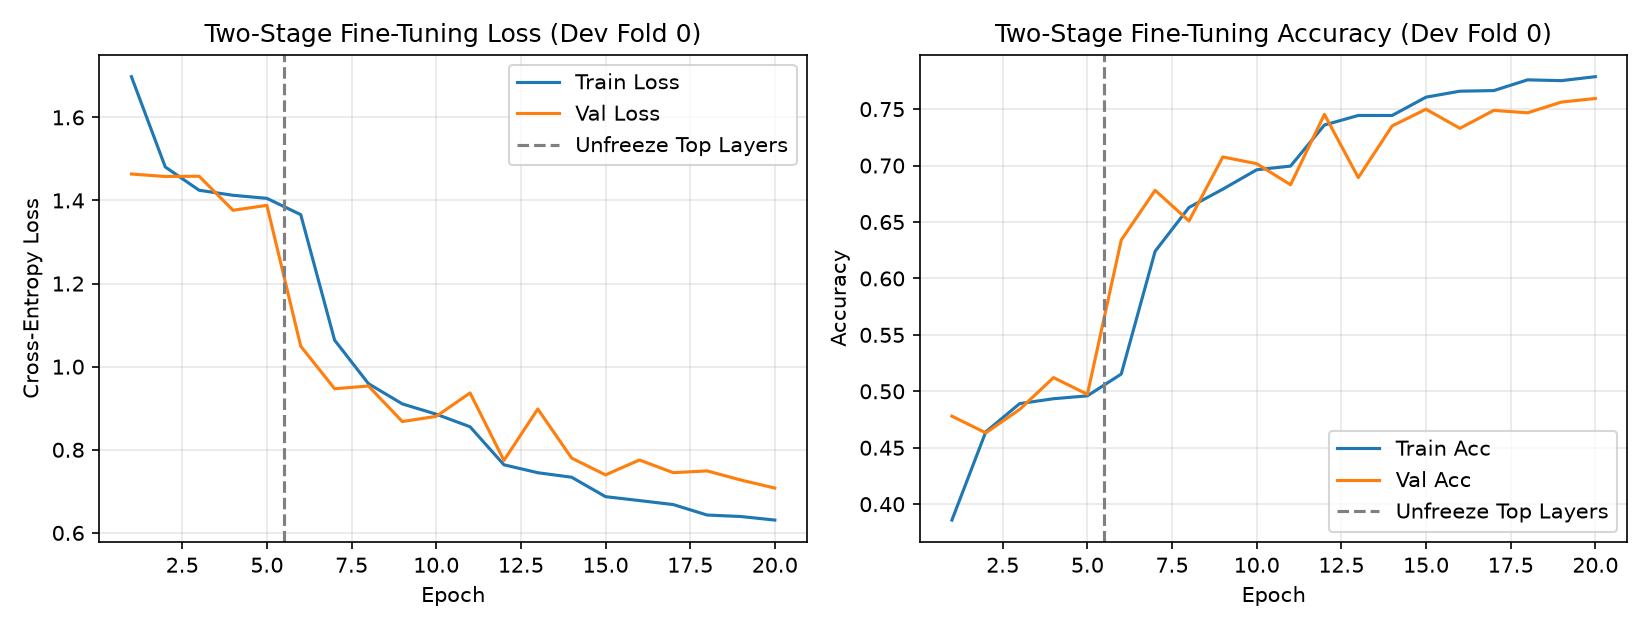 Two-Stage Fine-Tuning Loss (Dev Fold 0)
Cross-Entropy Loss
1.6
1.4
1.2
1.0
0.8
0.6
Train Loss
Val Loss
Unfreeze Top Layers
2.5 5.0 7.5 10.0 12.5 15.0 17.5 20.0
Epoch
Two-Stage Fine-Tuning Accuracy (Dev Fold 0)
Accuracy
0.75
0.70
0.65
0.60
0.55
0.50
0.45
0.40
Train Acc
Val Acc
Unfreeze Top Layers
2.5 5.0 7.5 10.0 12.5 15.0 17.5 20.0
Epoch